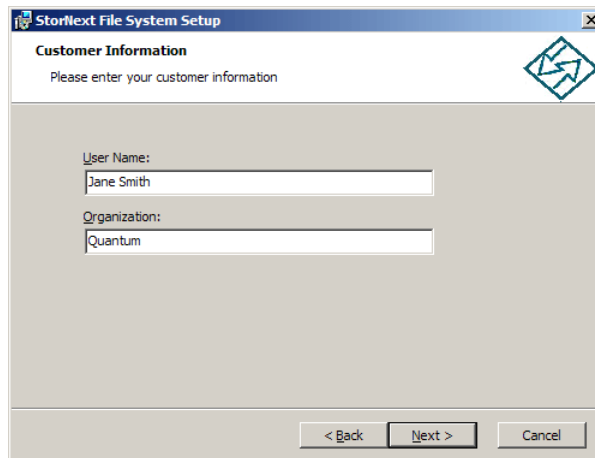 StorNext File System Setup
Customer Information
Please enter your customer information
User Name:
Jane Smith
Organization:
Quantum
< Back Next > Cancel